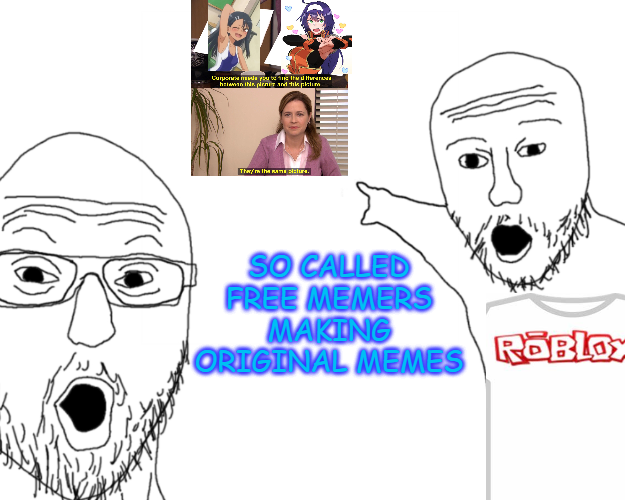 Corporate needs you to find the differences
between this picture and this picture.
They're the same picture.
SO CALLED
FREE MEMERS
MAKING
ORIGINAL MEMES
RŌBLOX